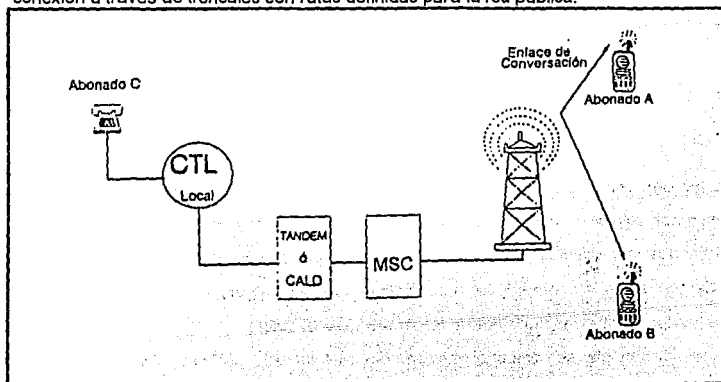 conexión a través de troncales con rutas definidas para la red pública.
Enlace de
Conversación
Abonado C
Abonado A
CTL
Local
TANDEM
ó
CALD
MSC
Abonado B